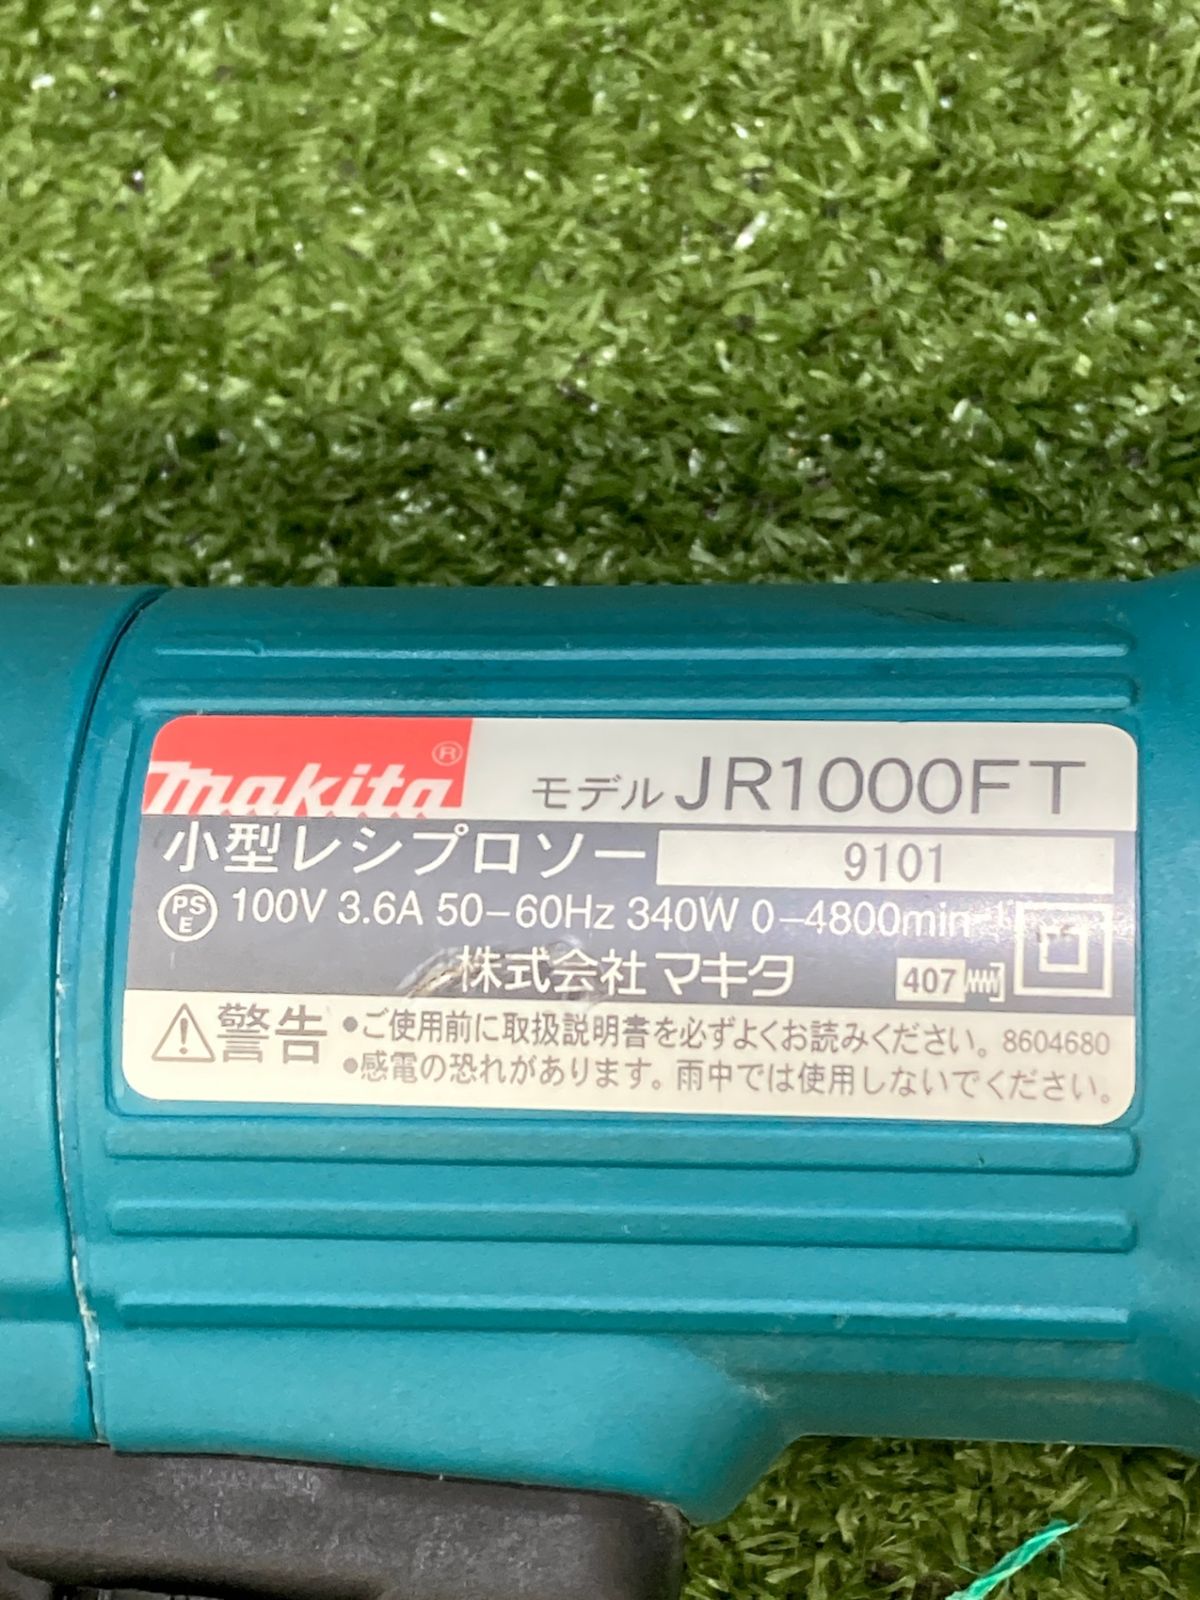 makita®
モデル JR1000FT
小型レシプロソー 9101
PSE 100V 3.6A 50-60Hz 340W 0-4800min⁻¹
株式会社 マキタ 407
警告 •ご使用前に取扱説明書を必ずよくお読みください。 8604680
•感電の恐れがあります。雨中では使用しないでください。